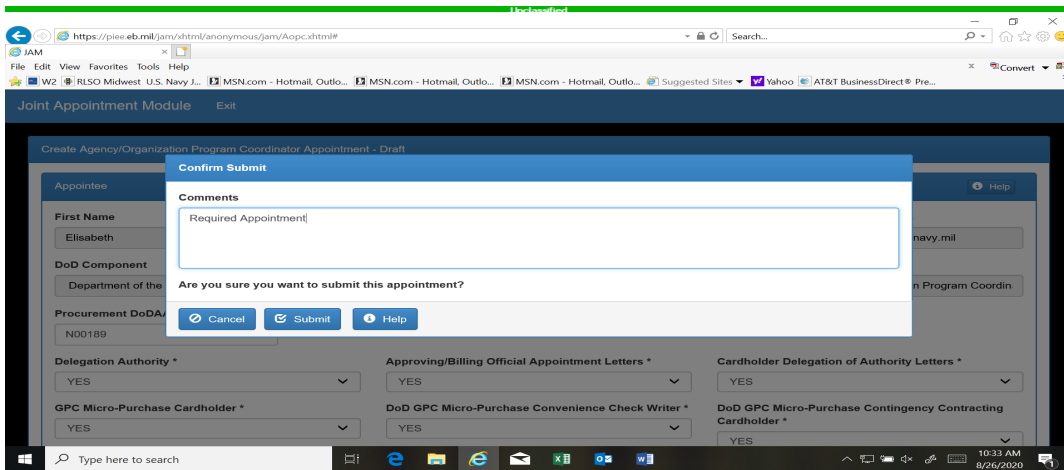 Unclassified
https://piee.eb.mil/jam/xhtml/anonymous/jam/Aopc.xhtml#
Search...
JAM
File Edit View Favorites Tools Help
Convert
W2 RLSO Midwest U.S. Navy J... MSN.com - Hotmail, Outlo... MSN.com - Hotmail, Outlo... MSN.com - Hotmail, Outlo... Suggested Sites Yahoo AT&T BusinessDirect® Pre...
Joint Appointment Module Exit
Create Agency/Organization Program Coordinator Appointment - Draft
Confirm Submit
Appointee Help
Comments
Required Appointment
First Name
Elisabeth navy.mil
DoD Component
Department of the n Program Coordin
Are you sure you want to submit this appointment?
Procurement DoDAA
Cancel Submit Help
N00189
Delegation Authority * Approving/Billing Official Appointment Letters * Cardholder Delegation of Authority Letters *
YES YES YES
GPC Micro-Purchase Cardholder * DoD GPC Micro-Purchase Convenience Check Writer * DoD GPC Micro-Purchase Contingency Contracting
Cardholder *
YES YES
YES
Type here to search
10:33 AM
8/26/2020